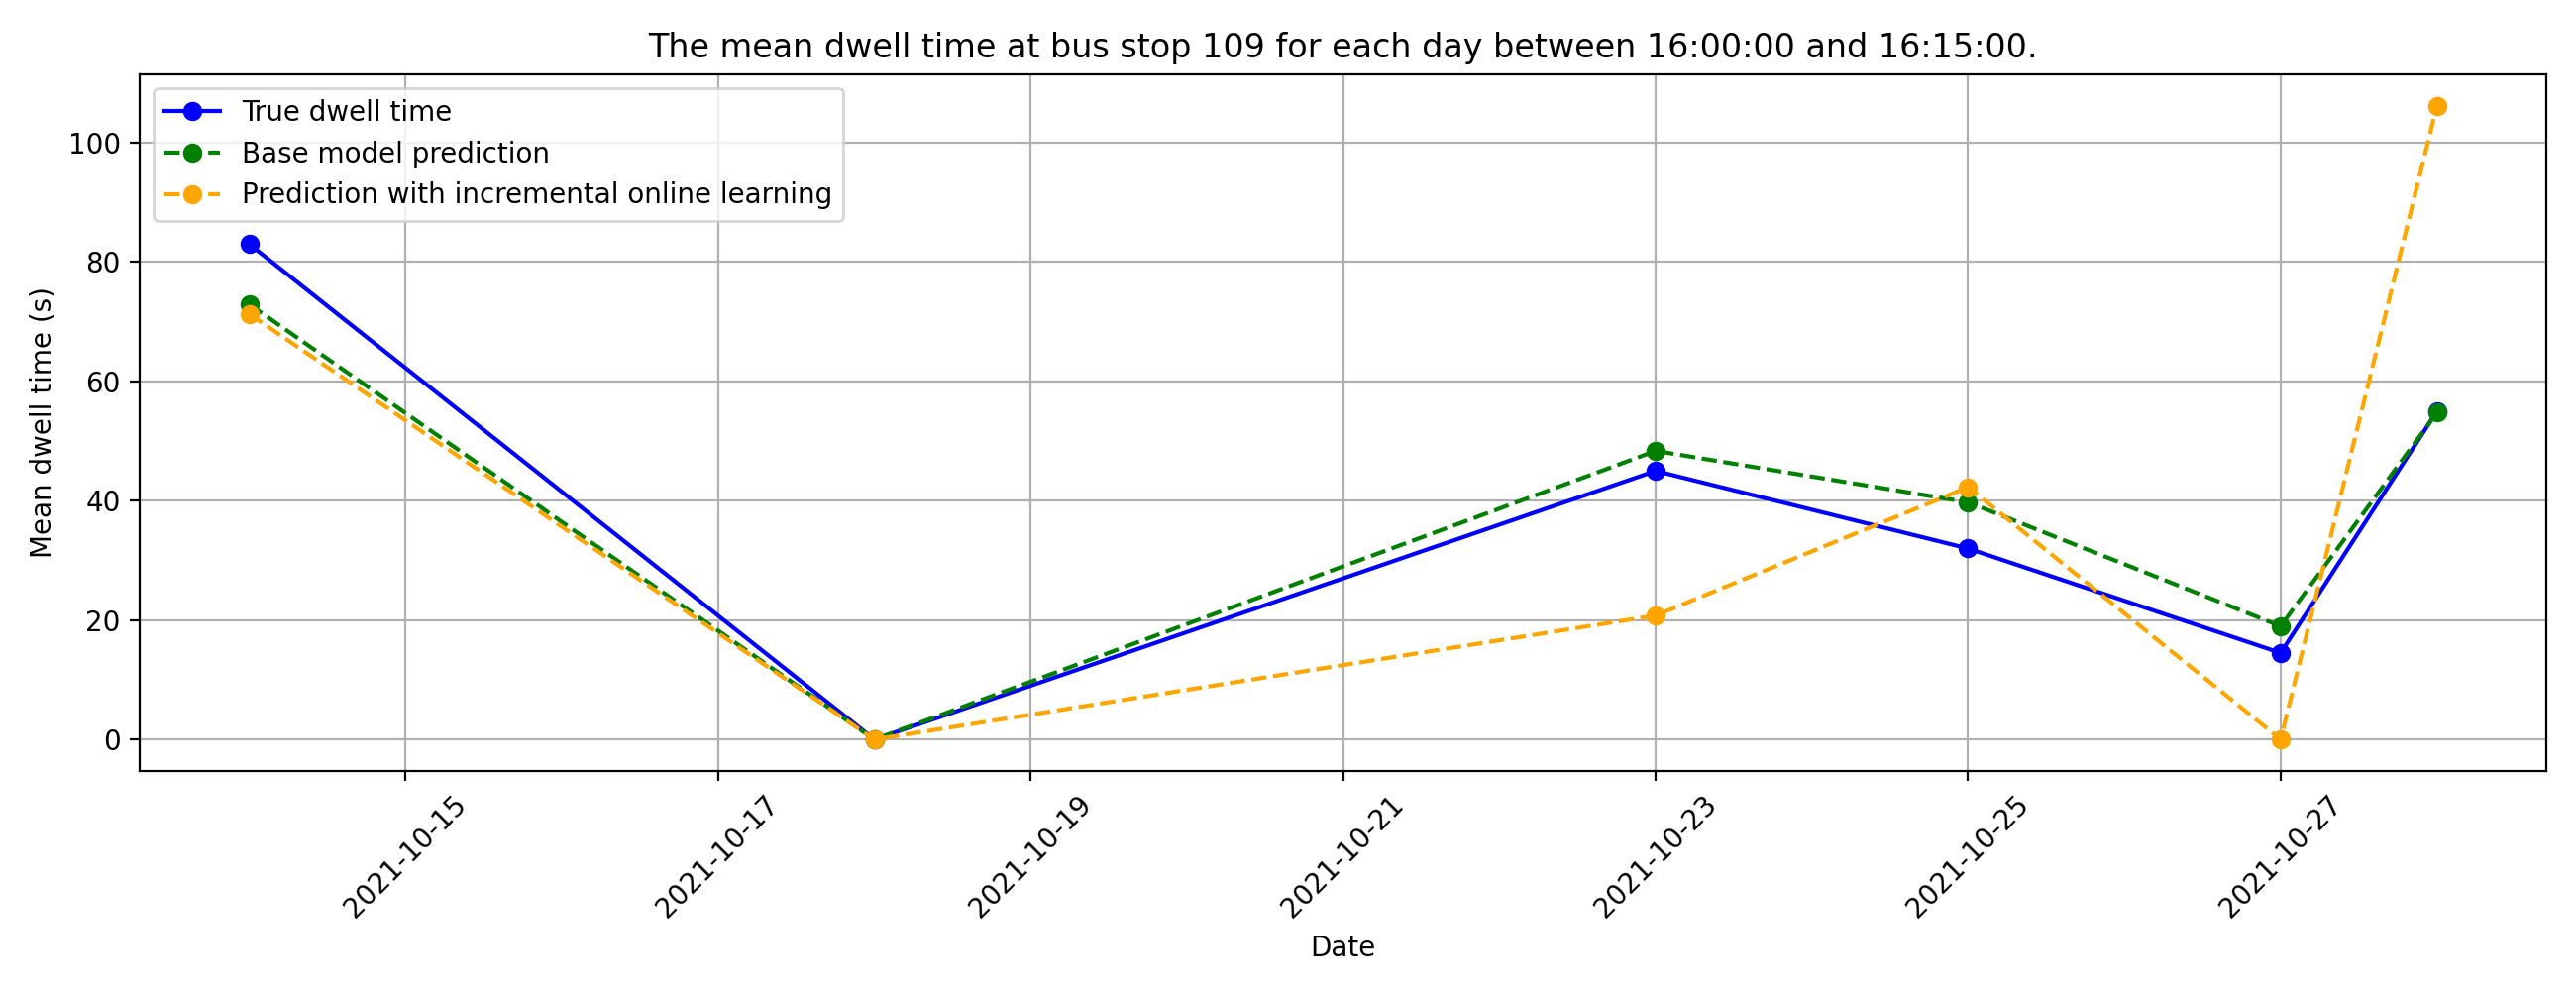 The mean dwell time at bus stop 109 for each day between 16:00:00 and 16:15:00.
True dwell time
Base model prediction
Prediction with incremental online learning
Mean dwell time (s)
100
80
60
40
20
0
2021-10-15
2021-10-17
2021-10-19
2021-10-21
2021-10-23
2021-10-25
2021-10-27
Date